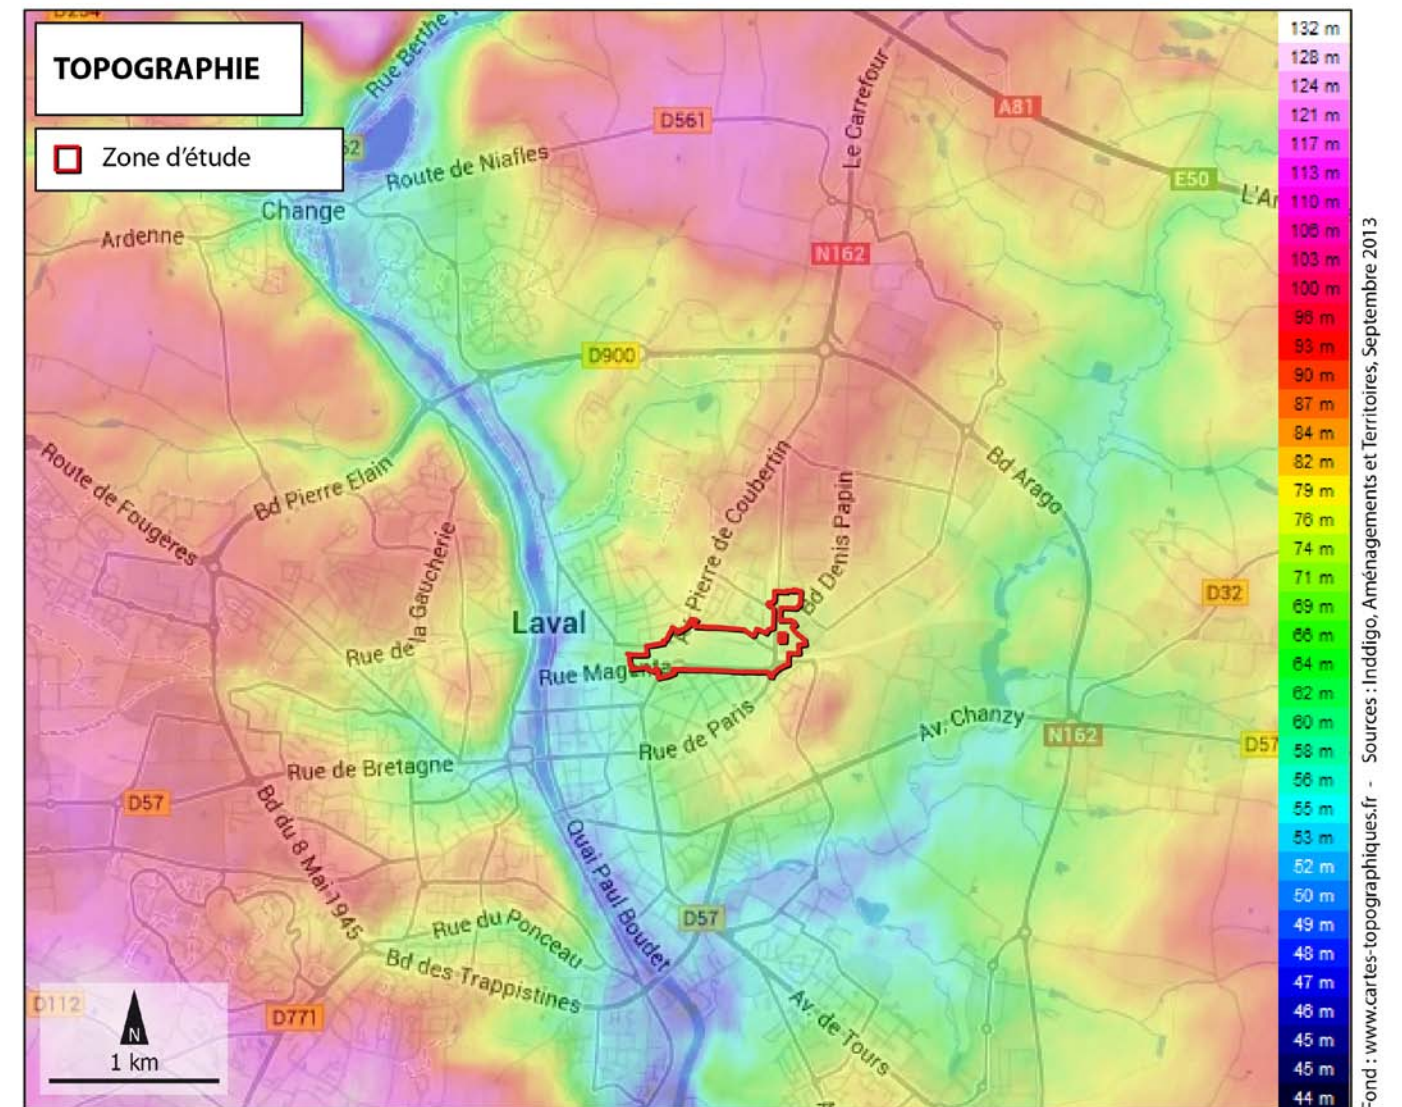 D254
TOPOGRAPHIE
Zone d'étude
Rue Berthe
Le Carrefour
D561
A81
E50
L'Ar
Route de Niafles
Change
Ardenne
N162
D900
Route de Fougères
Bd Pierre Elain
Rue de la Gaucherie
Pierre de Coubertin
Bd Denis Papin
Bd Arago
D32
Laval
Rue Magenta
Rue de Paris
Av. Chanzy
N162
D57
Rue de Bretagne
D57
Bd du 8 Mai 1945
Quai Paul Boudet
D57
Rue du Ponceau
Bd des Trappistines
Av. de Tours
D112
D771
N
1 km
132 m
128 m
124 m
121 m
117 m
113 m
110 m
106 m
103 m
100 m
96 m
93 m
90 m
87 m
84 m
82 m
79 m
76 m
74 m
71 m
69 m
66 m
64 m
62 m
60 m
58 m
56 m
55 m
53 m
52 m
50 m
49 m
48 m
47 m
46 m
45 m
45 m
44 m
Fond : www.cartes-topographiques.fr - Sources : Inddigo, Aménagements et Territoires, Septembre 2013